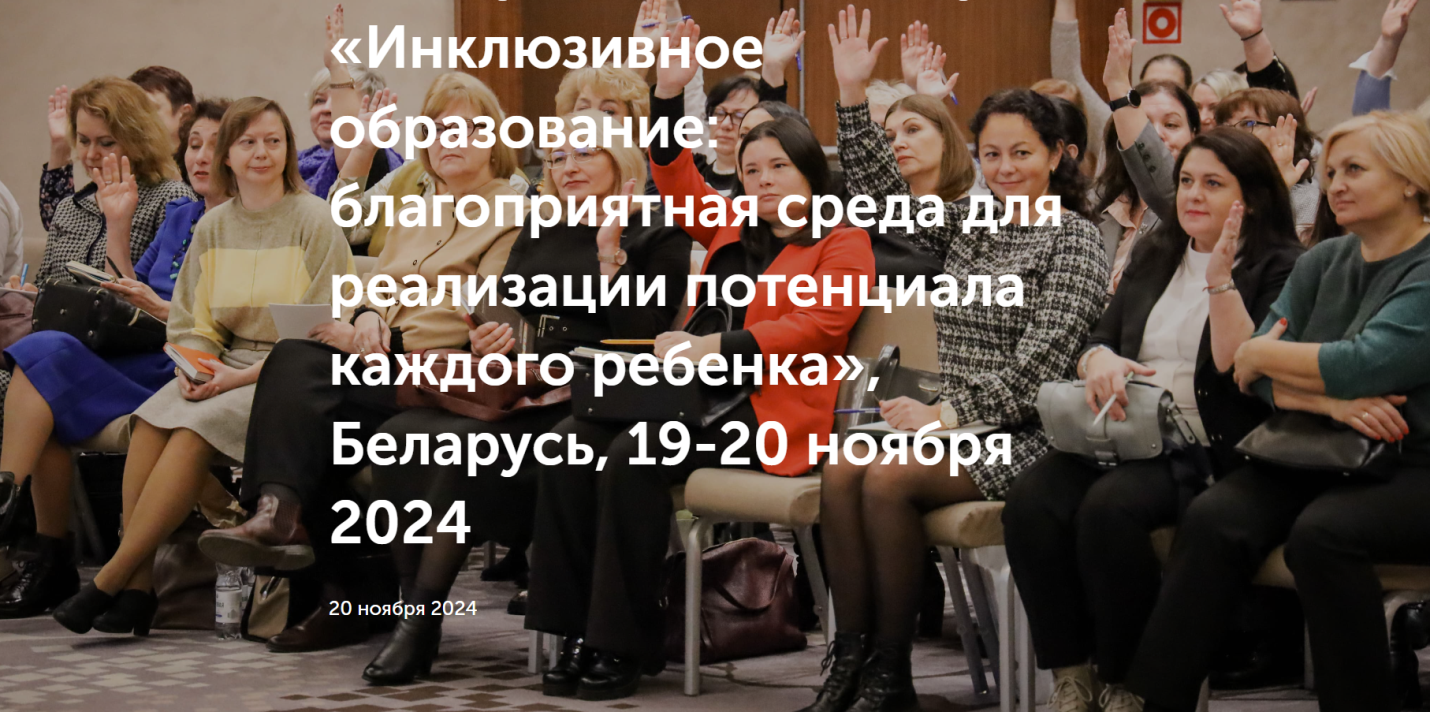 «Инклюзивное
образование:
благоприятная среда для
реализации потенциала
каждого ребенка»,
Беларусь, 19-20 ноября
2024
20 ноября 2024